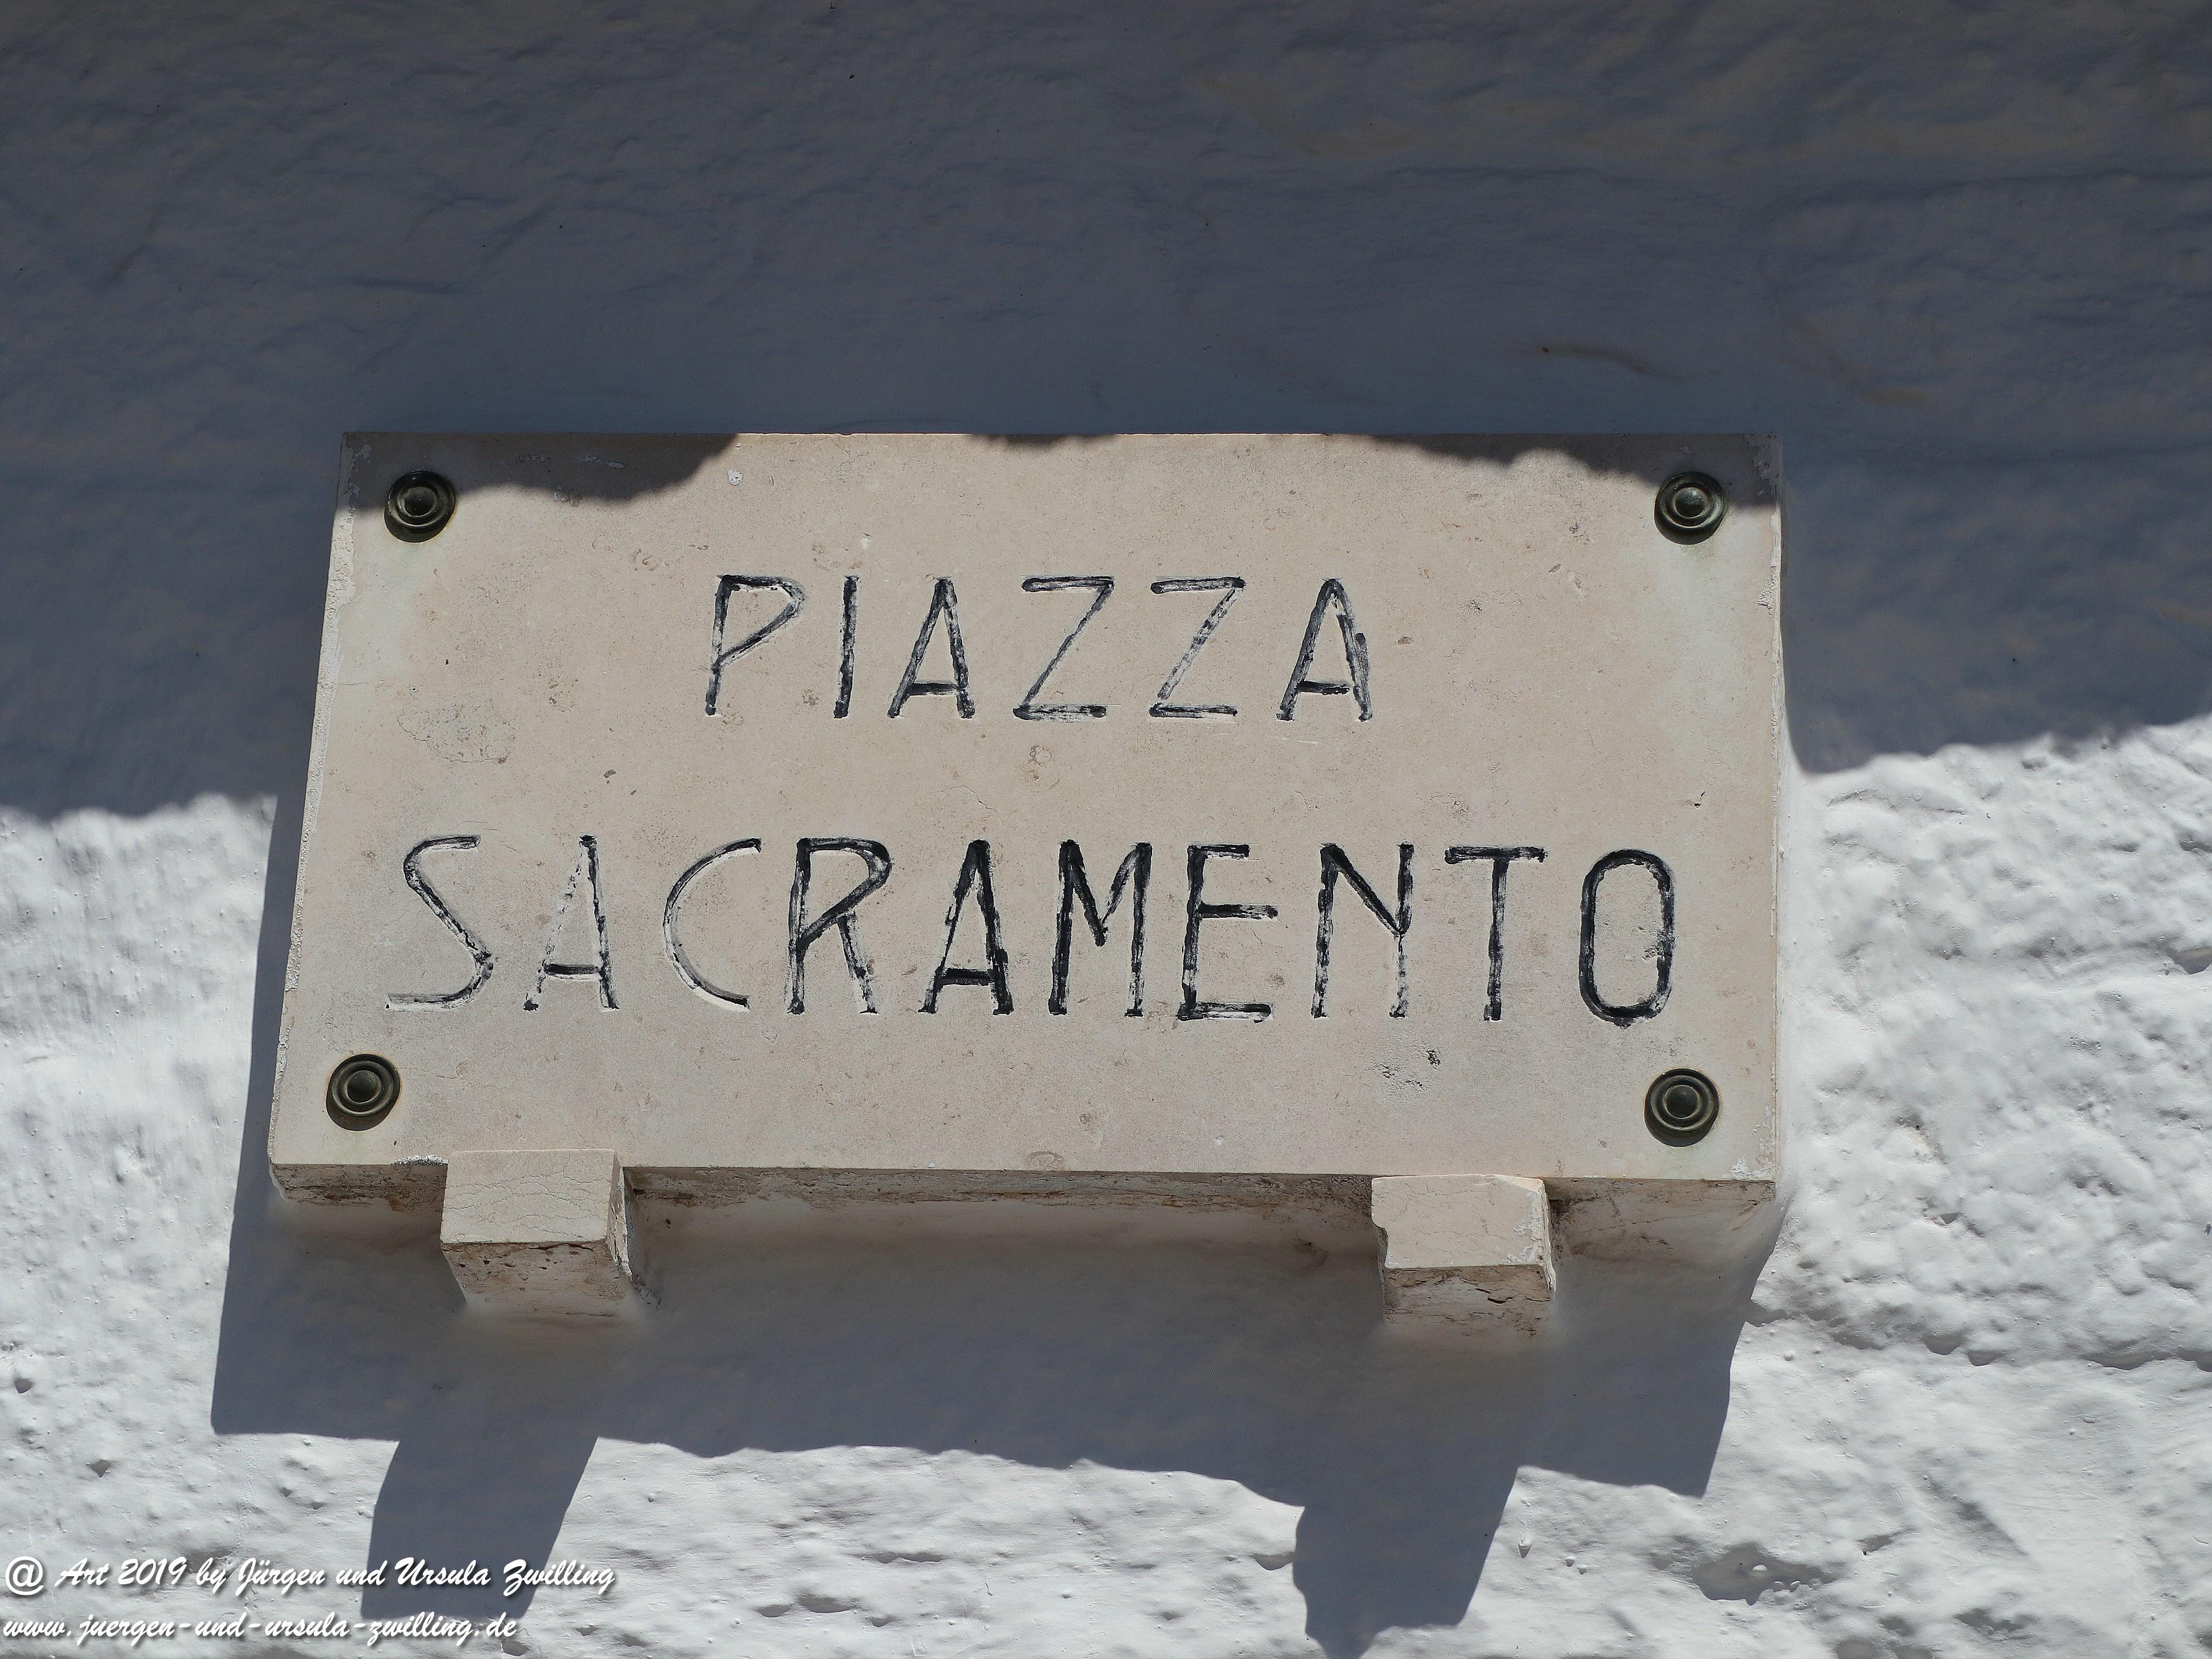 PIAZZA
SACRAMENTO
@ Art 2019 by Jürgen und Ursula Zwilling
www.juergen-und-ursula-zwilling.de